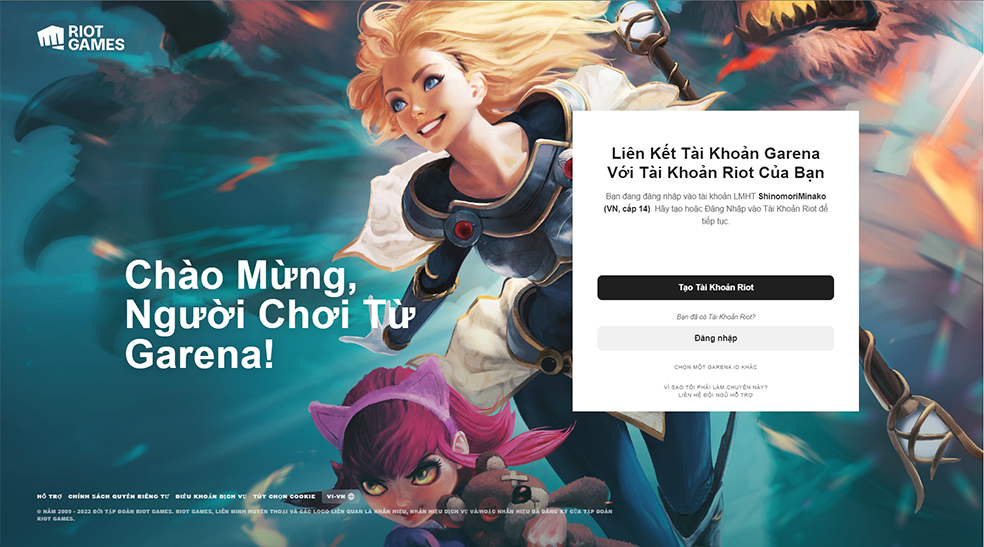 RIOT
GAMES
Liên Kết Tài Khoản Garena
Với Tài Khoản Riot Của Bạn
Bạn đang đăng nhập vào tài khoản LMHT ShinomoriMinako
(VN, cấp 14). Hãy tạo hoặc Đăng Nhập vào Tài Khoản Riot để
tiếp tục.
Chào Mừng,
Người Chơi Từ
Garena!
Tạo Tài Khoản Riot
Bạn đã có Tài Khoản Riot?
Đăng nhập
CHỌN MỘT GARENA ID KHÁC
VÌ SAO TÔI PHẢI LÀM CHUYỆN NÀY?
LIÊN HỆ ĐỘI NGŨ HỖ TRỢ
HỖ TRỢ CHÍNH SÁCH QUYỀN RIÊNG TƯ ĐIỀU KHOẢN DỊCH VỤ TÙY CHỌN COOKIE VI-VN
© NĂM 2009 - 2022 BỞI TẬP ĐOÀN RIOT GAMES. RIOT GAMES, LIÊN MINH HUYỀN THOẠI VÀ CÁC LOGO LIÊN QUAN LÀ NHÃN HIỆU, NHÃN HIỆU DỊCH VỤ VÀ/HOẶC NHÃN HIỆU ĐÃ ĐĂNG KÝ CỦA TẬP ĐOÀN
RIOT GAMES.